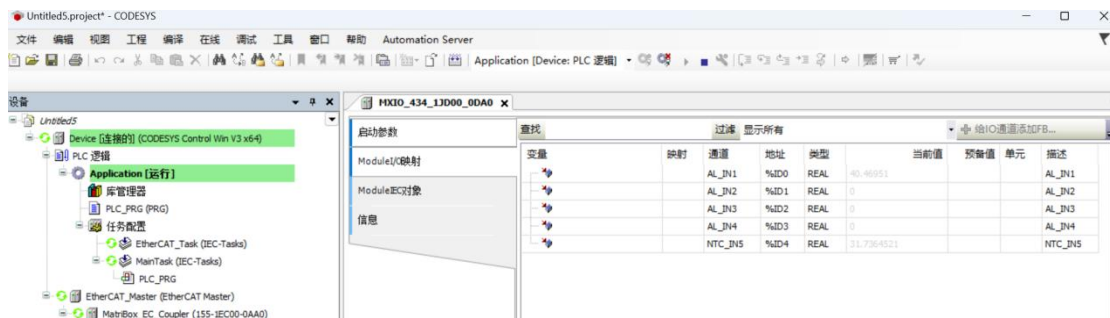 Untitled5.project* - CODESYS
文件 编辑 视图 工程 编译 在线 调试 工具 窗口 帮助 Automation Server
Application [Device: PLC 逻辑]
设备
MXIO_434_1JD00_0DA0
Untitled5
Device [连接的] (CODESYS Control Win V3 x64)
PLC 逻辑
Application [运行]
库管理器
PLC_PRG (PRG)
任务配置
EtherCAT_Task (IEC-Tasks)
MainTask (IEC-Tasks)
PLC_PRG
EtherCAT_Master (EtherCAT Master)
MatriBox_EC_Coupler (155-1EC00-0AA0)
启动参数
ModuleI/O映射
ModuleIEC对象
信息
查找 过滤 显示所有 给IO通道添加FB...
变量 映射 通道 地址 类型 当前值 预备值 单元 描述
AL_IN1 %ID0 REAL 40.46951 AL_IN1
AL_IN2 %ID1 REAL 0 AL_IN2
AL_IN3 %ID2 REAL 0 AL_IN3
AL_IN4 %ID3 REAL 0 AL_IN4
NTC_IN5 %ID4 REAL 31.7364521 NTC_IN5